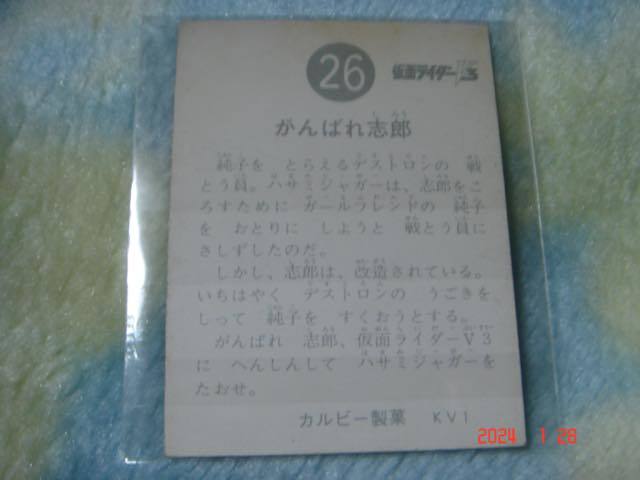 26
仮面ライダーV3
がんばれ志郎
純子を とらえるデストロンの 戦
とう員。ハサミジャガーは、志郎をこ
ろすために ガールフレンドの 純子
を おとりに しようと 戦とう員に
さしずしたのだ。
しかし、志郎は、改造されている。
いちはやく デストロンの うごきを
しって 純子を すくおうとする。
がんばれ 志郎、仮面ライダーV3
に へんしんして ハサミジャガーを
たおせ。
カルビー製菓 KV1
2024 1 28